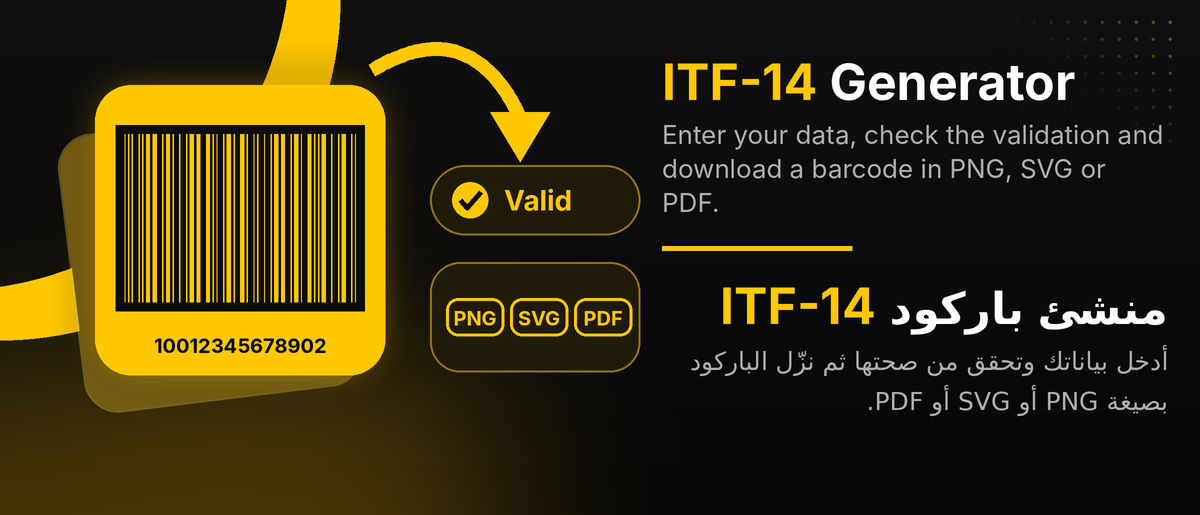 10012345678902
Valid
PNG SVG PDF
ITF-14 Generator
Enter your data, check the validation and
download a barcode in PNG, SVG or
PDF.
منشئ باركود ITF-14
أدخل بياناتك وتحقق من صحتها ثم نزّل الباركود
بصيغة PNG أو SVG أو PDF.